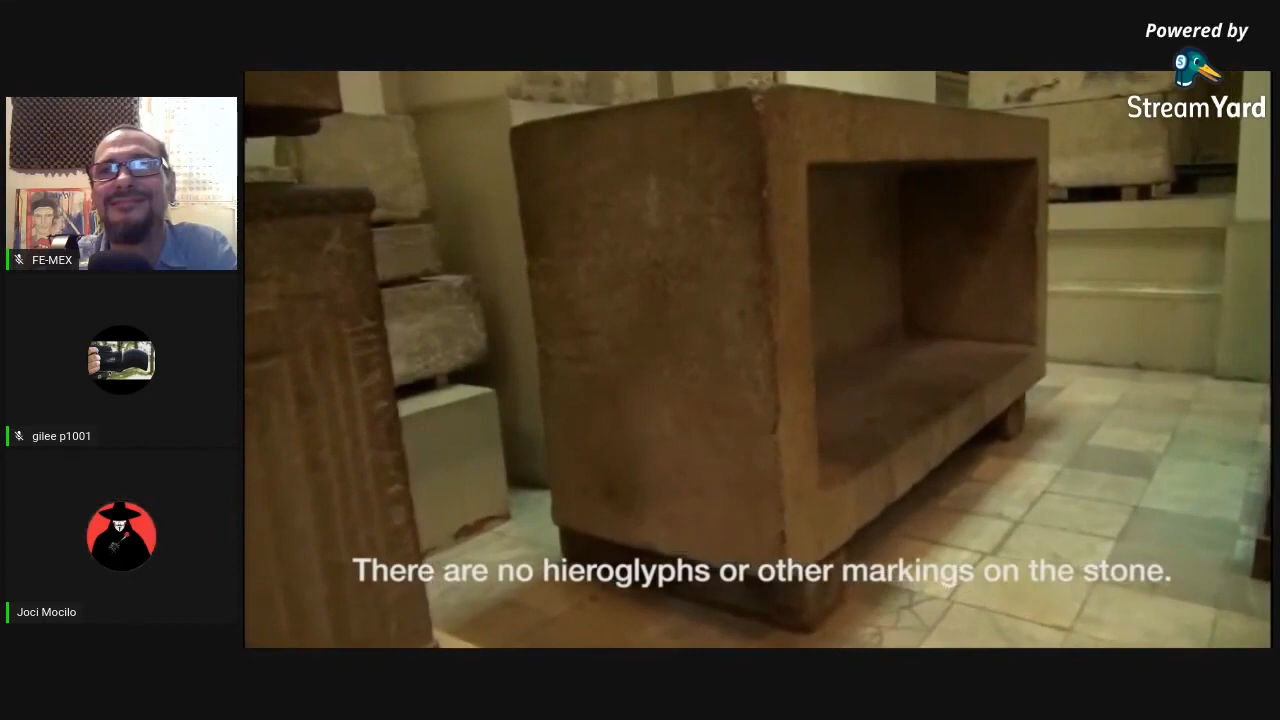 Powered by
StreamYard
FE-MEX
gilee p1001
Joci Mocilo
There are no hieroglyphs or other markings on the stone.